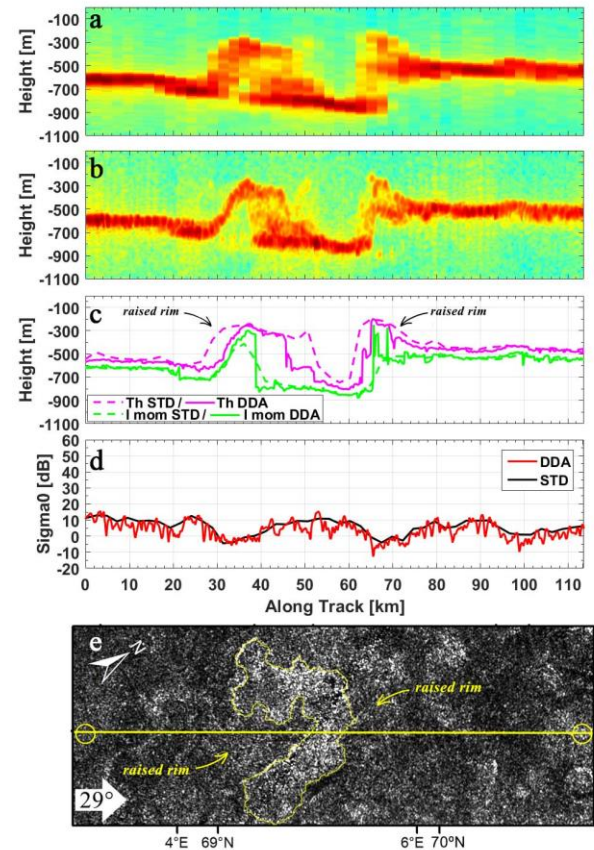 a
Height [m]
-100
-300
-500
-700
-900
-1100
b
Height [m]
-100
-300
-500
-700
-900
-1100
c
raised rim
raised rim
Height [m]
-100
-300
-500
-700
-900
-1100
Th STD / Th DDA
I mom STD / I mom DDA
d
Sigma0 [dB]
60
50
40
30
20
10
0
-10
-20
DDA
STD
0 10 20 30 40 50 60 70 80 90 100 110
Along Track [km]
e
N
raised rim
raised rim
29°
4°E 69°N 6°E 70°N